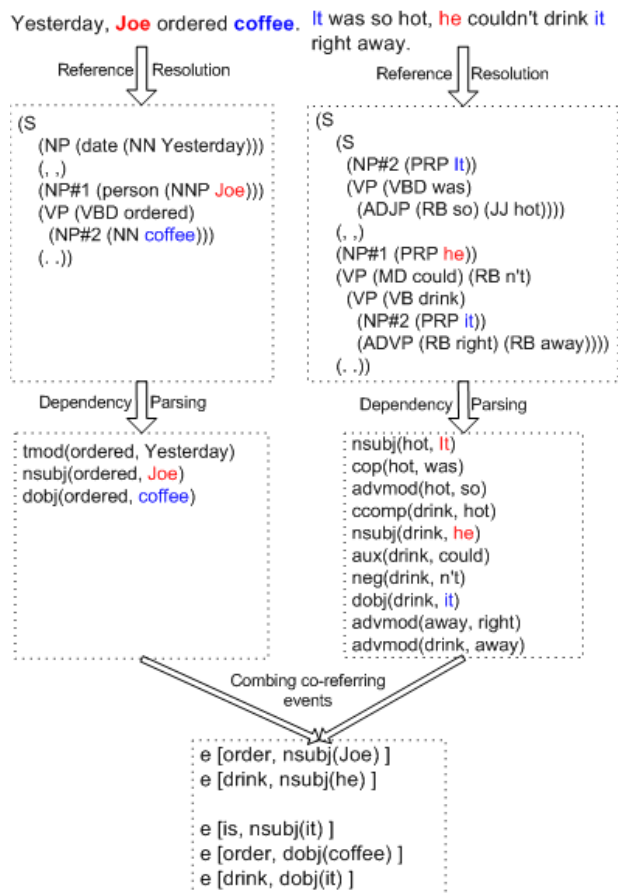 Yesterday, Joe ordered coffee.
Reference Resolution
(S
(NP (date (NN Yesterday)))
(, ,)
(NP#1 (person (NNP Joe)))
(VP (VBD ordered)
(NP#2 (NN coffee)))
(. .))
Dependency Parsing
tmod(ordered, Yesterday)
nsubj(ordered, Joe)
dobj(ordered, coffee)
It was so hot, he couldn't drink it
right away.
Reference Resolution
(S
(S
(NP#2 (PRP It))
(VP (VBD was)
(ADJP (RB so) (JJ hot))))
(, ,)
(NP#1 (PRP he))
(VP (MD could) (RB n't)
(VP (VB drink)
(NP#2 (PRP it))
(ADVP (RB right) (RB away))))
(. .))
Dependency Parsing
nsubj(hot, It)
cop(hot, was)
advmod(hot, so)
ccomp(drink, hot)
nsubj(drink, he)
aux(drink, could)
neg(drink, n't)
dobj(drink, it)
advmod(away, right)
advmod(drink, away)
Combing co-referring
events
e [order, nsubj(Joe) ]
e [drink, nsubj(he) ]
e [is, nsubj(it) ]
e [order, dobj(coffee) ]
e [drink, dobj(it) ]